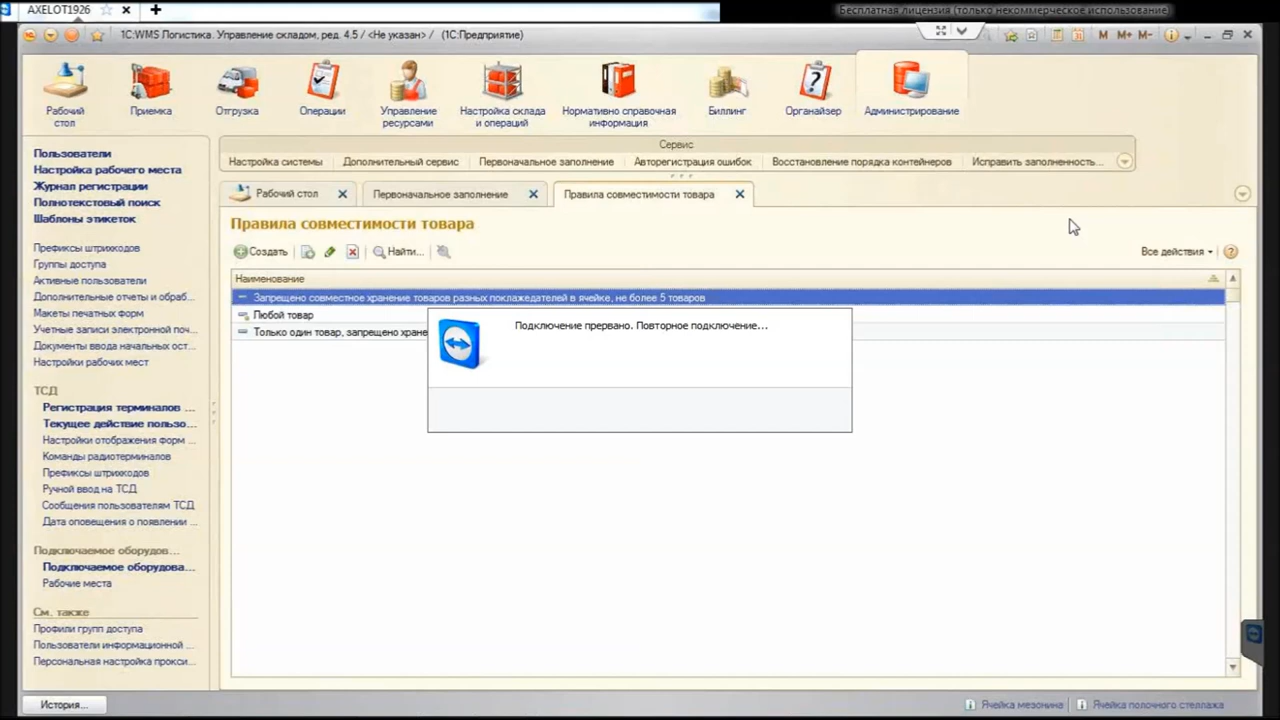 AXELOT1926
Бесплатная лицензия (только некоммерческое использование)
1С:WMS Логистика. Управление складом, ред. 4.5 / <Не указан> / (1С:Предприятие)
M M+ M-
Рабочий стол
Приемка
Отгрузка
Операции
Управление ресурсами
Настройка склада и операций
Нормативно справочная информация
Биллинг
Органайзер
Администрирование
Сервис
Настройка системы Дополнительный сервис Первоначальное заполнение Авторегистрация ошибок Восстановление порядка контейнеров Исправить заполненность...
Рабочий стол Первоначальное заполнение Правила совместимости товара
Пользователи
Настройка рабочего места
Журнал регистрации
Полнотекстовый поиск
Шаблоны этикеток
Префиксы штрихкодов
Группы доступа
Активные пользователи
Дополнительные отчеты и обраб...
Макеты печатных форм
Учетные записи электронной поч...
Документы ввода начальных ост...
Настройки рабочих мест
ТСД
Регистрация терминалов ...
Текущее действие пользо...
Настройки отображения форм ...
Команды радиотерминалов
Префиксы штрихкодов
Ручной ввод на ТСД
Сообщения пользователям ТСД
Дата оповещения о появлении ...
Подключаемое оборудов...
Подключаемое оборудова...
Рабочие места
См. также
Профили групп доступа
Пользователи информационной ...
Персональная настройка прокси...
Правила совместимости товара
Создать Найти... Все действия
Наименование
Запрещено совместное хранение товаров разных поклажедателей в ячейке, не более 5 товаров
Любой товар
Только один товар, запрещено хране
Подключение прервано. Повторное подключение...
История...
Ячейка мезонина Ячейка полочного стеллажа